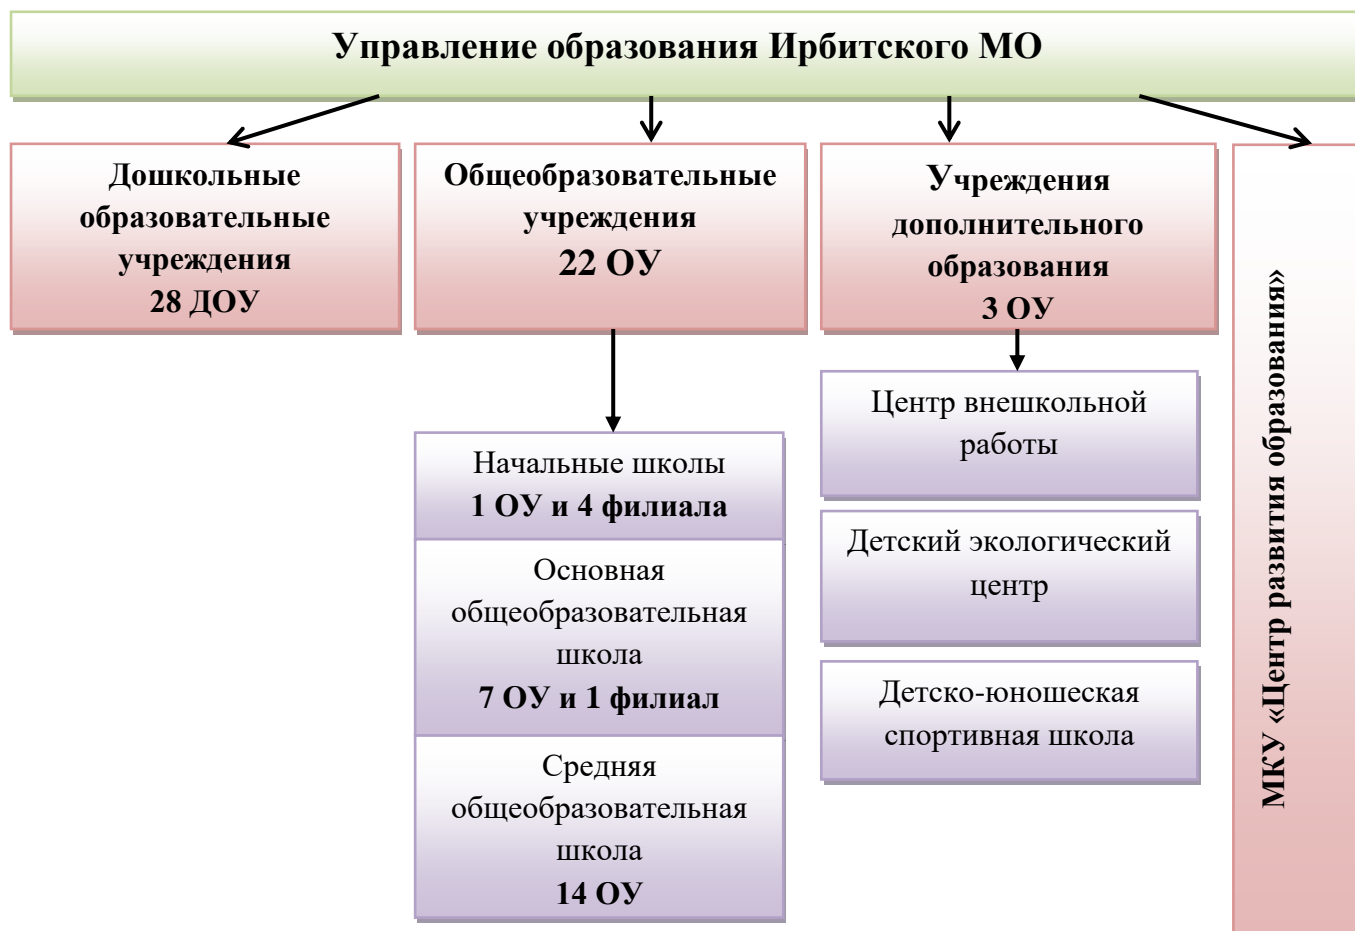 Управление образования Ирбитского МО
Дошкольные
образовательные
учреждения
28 ДОУ
Общеобразовательные
учреждения
22 ОУ
Учреждения
дополнительного
образования
3 ОУ
МКУ «Центр развития образования»
Начальные школы
1 ОУ и 4 филиала
Основная
общеобразовательная
школа
7 ОУ и 1 филиал
Средняя
общеобразовательная
школа
14 ОУ
Центр внешкольной
работы
Детский экологический
центр
Детско-юношеская
спортивная школа